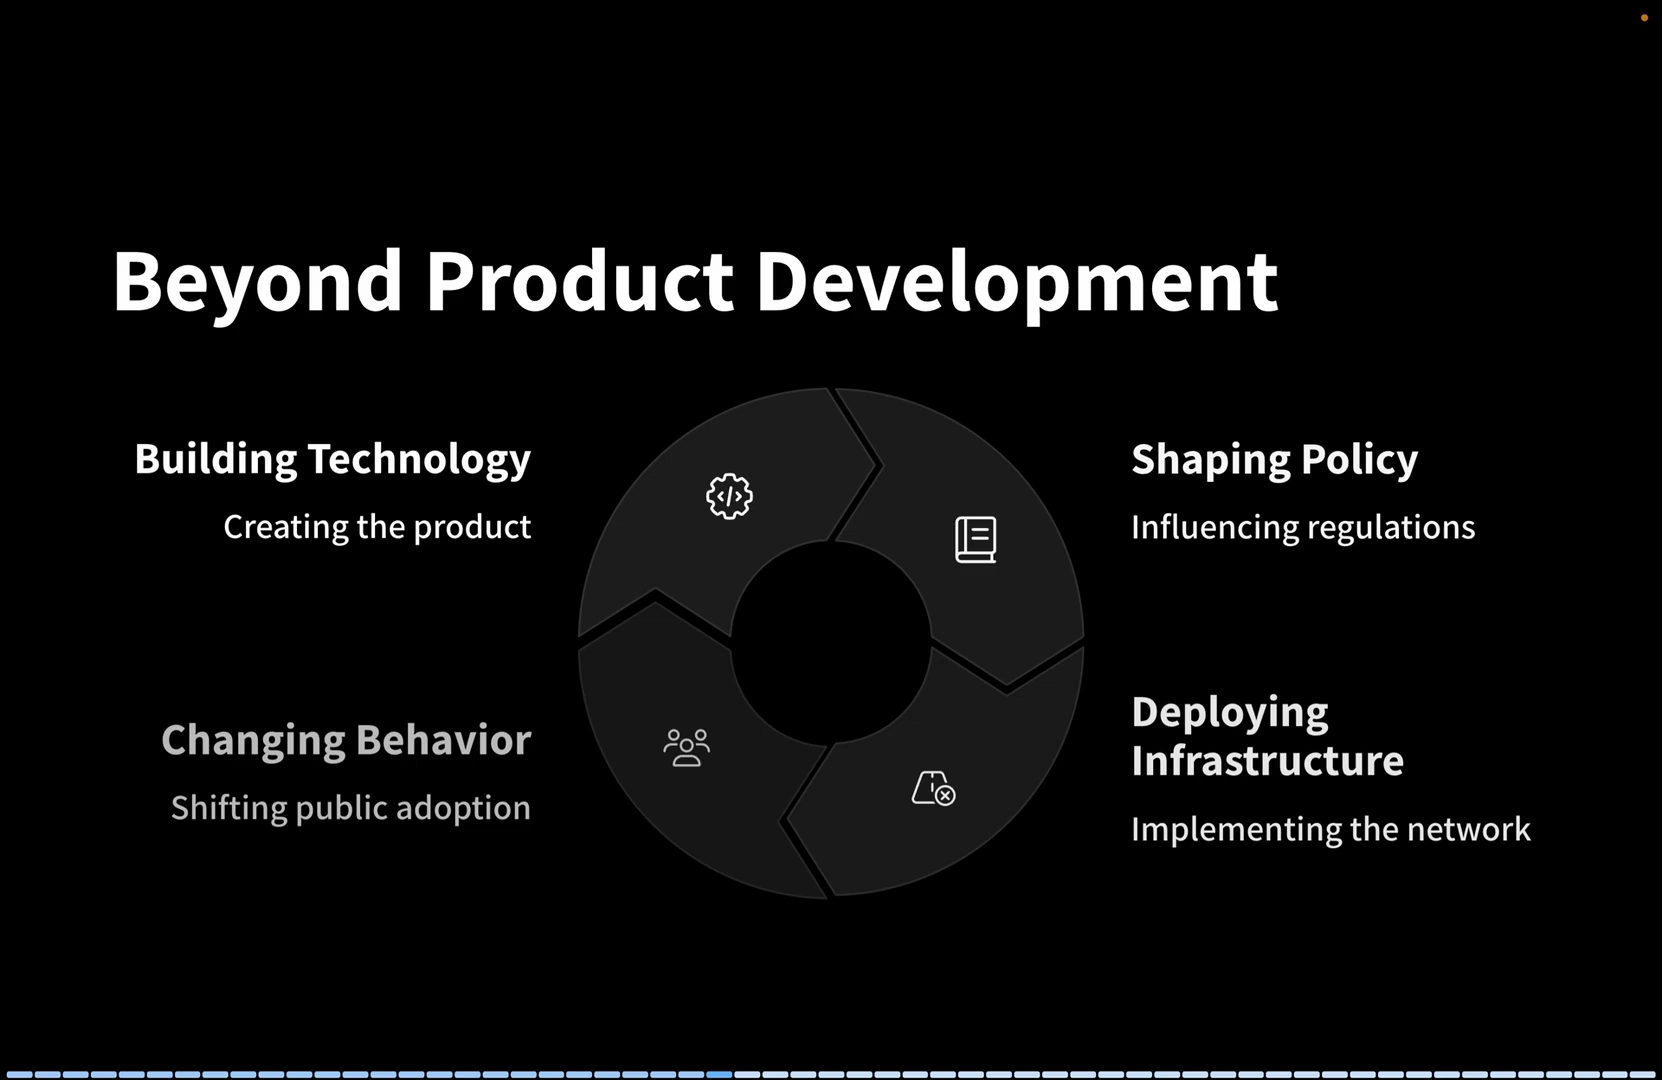 Beyond Product Development
Building Technology
Creating the product
Shaping Policy
Influencing regulations
Changing Behavior
Shifting public adoption
Deploying
Infrastructure
Implementing the network